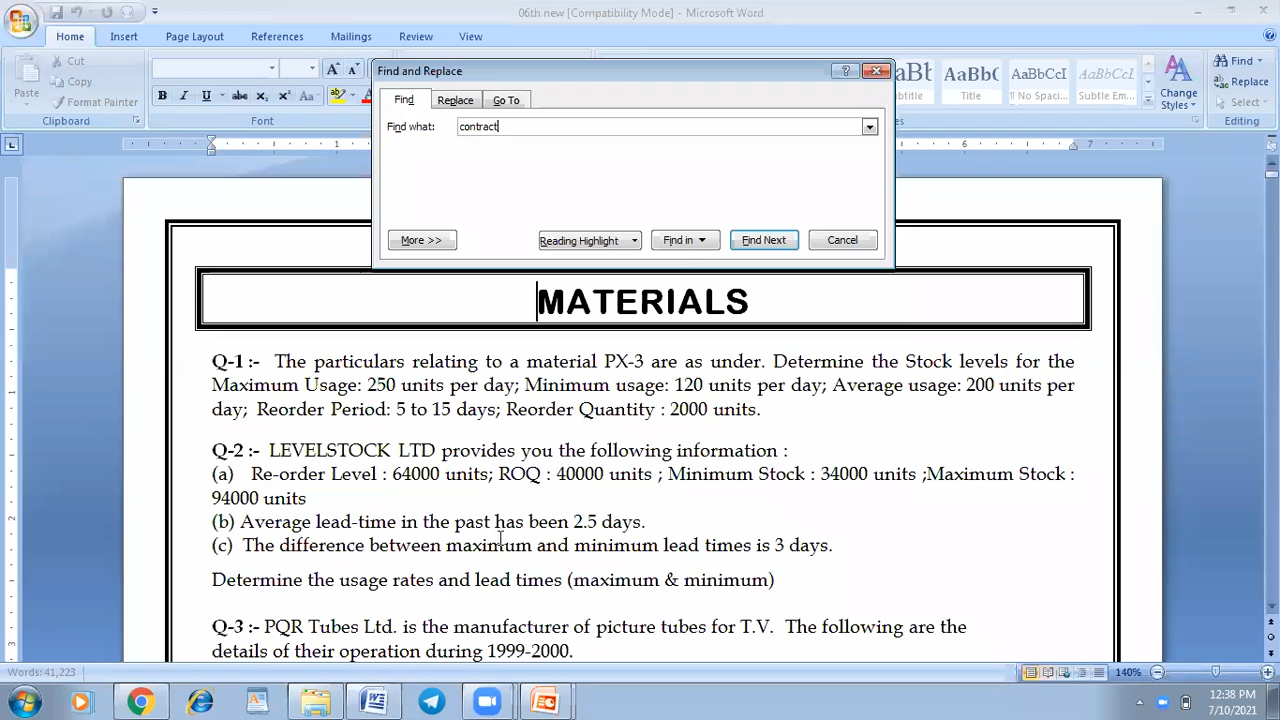 06th new [Compatibility Mode] - Microsoft Word
Home Insert Page Layout References Mailings Review View
Paste
Cut
Copy
Format Painter
Clipboard
Font
AaBbCcI AaBbCcI
Title ¶ No Spaci... Subtle Em...
Change Styles
Find
Replace
Select
Editing
Find and Replace
Find Replace Go To
Find what: contract
More >> Reading Highlight Find in Find Next Cancel
1 6 7
MATERIALS
Q-1 :- The particulars relating to a material PX-3 are as under. Determine the Stock levels for the
Maximum Usage: 250 units per day; Minimum usage: 120 units per day; Average usage: 200 units per
day; Reorder Period: 5 to 15 days; Reorder Quantity : 2000 units.
Q-2 :- LEVELSTOCK LTD provides you the following information :
(a) Re-order Level : 64000 units; ROQ : 40000 units ; Minimum Stock : 34000 units ;Maximum Stock :
94000 units
(b) Average lead-time in the past has been 2.5 days.
(c) The difference between maximum and minimum lead times is 3 days.
Determine the usage rates and lead times (maximum & minimum)
Q-3 :- PQR Tubes Ltd. is the manufacturer of picture tubes for T.V. The following are the
details of their operation during 1999-2000.
Words: 41,223
140%
12:38 PM
7/10/2021